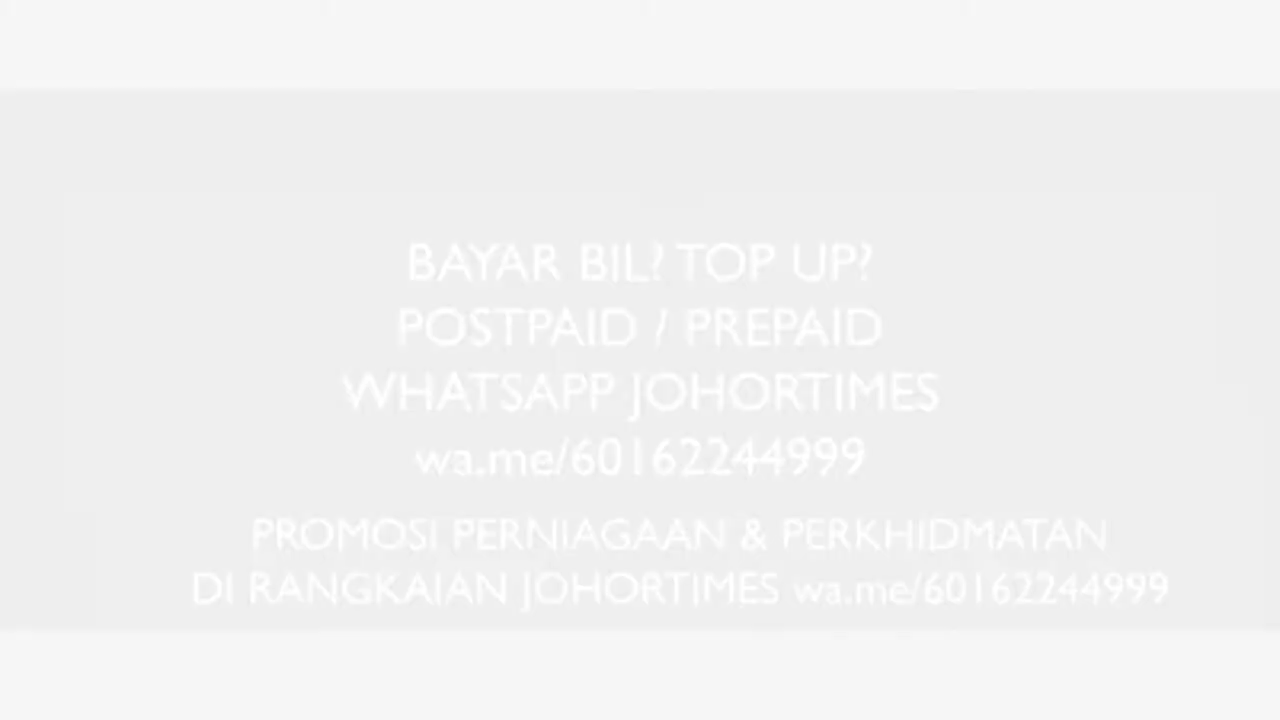 BAYAR BIL? TOP UP?
POSTPAID / PREPAID
WHATSAPP JOHORTIMES
wa.me/60162244999
PROMOSI PERNIAGAAN & PERKHIDMATAN
DI RANGKAIAN JOHORTIMES wa.me/60162244999